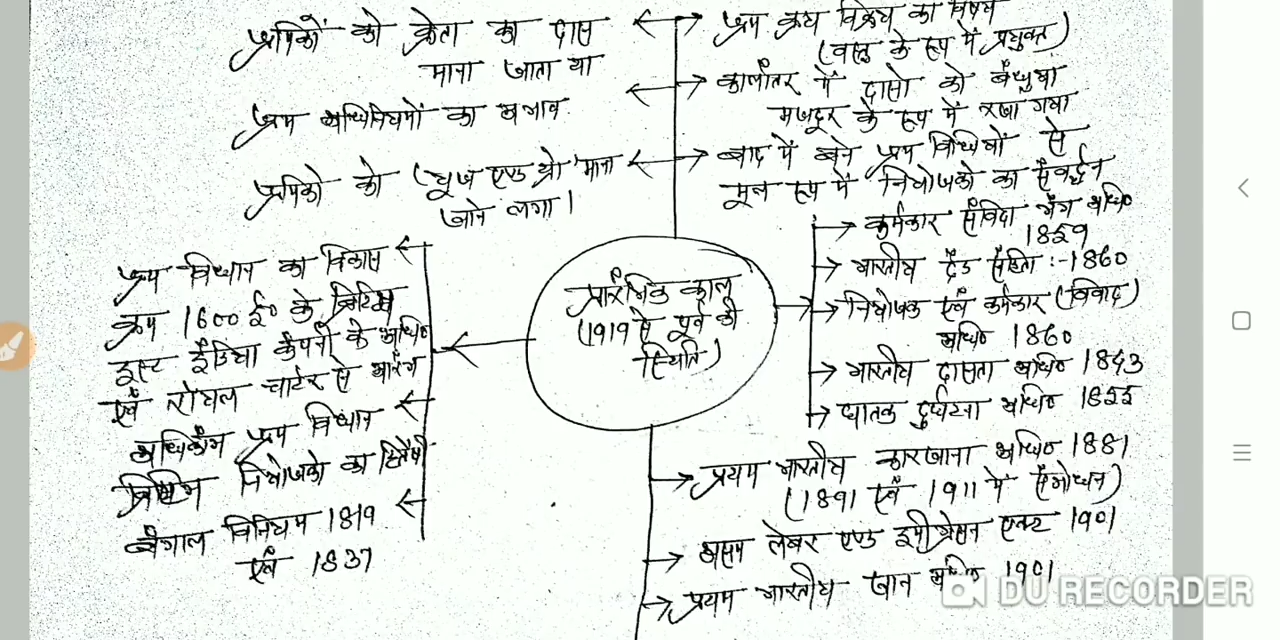 श्रमिकों को क्रेता का दास
माना जाता था
श्रम अधिनियमों का अभाव
श्रमिको को (यूज एण्ड थ्रो) माना
जाने लगा।
श्रम क्रय विक्रय का विषय
(वस्तु के रूप में प्रयुक्त)
कालांतर में दासो को बंधुवा
मजदूर के रूप में रखा गया
बाद में बने श्रम विधियों से
मूल रूप में नियोजको का संवर्द्धन
कर्मकार संविदा भंग अधि०
1859
भारतीय दंड संहिता :- 1860
नियोजक एवं कर्मकार (विवाद)
अधि० 1860
भारतीय दासता अधि० 1843
घातक दुर्घटना अधि० 1855
प्रारंभिक काल
(1919 से पूर्व की
स्थिति)
श्रम विधान का विकास
क्रम 1600 ई० के ब्रिटिश
इस्ट इंडिया कंपनी के अधि०
एवं रोयल चार्टर से आरंभ
अधिकांश श्रम विधान
ब्रिटिश नियोजको का हितैषी
बंगाल विनियम 1819
एवं 1837
प्रथम भारतीय कारखाना अधि० 1881
(1891 एवं 1911 में संशोधन)
असम लेबर एण्ड इमीग्रेसन एक्ट 1901
प्रथम भारतीय खान अधि० 1901
DU RECORDER